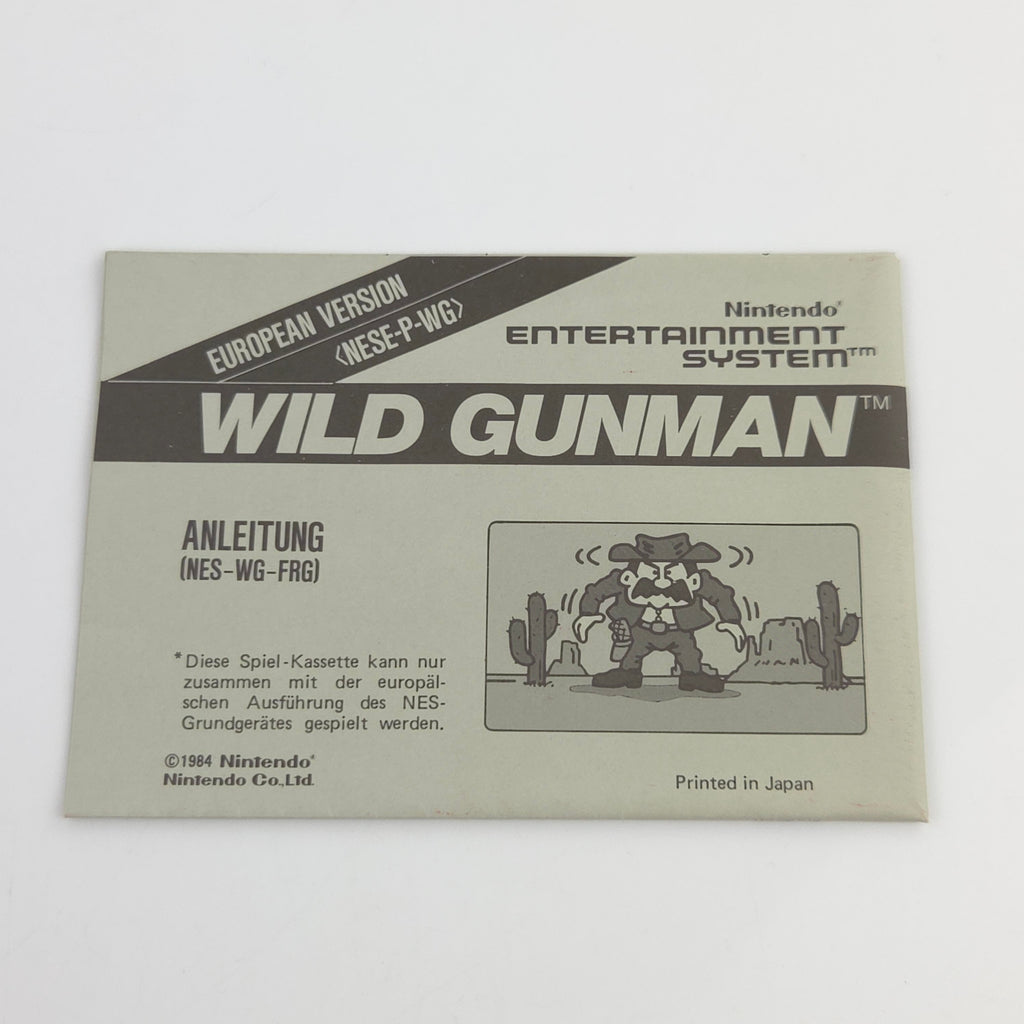 EUROPEAN VERSION
<NESE-P-WG>
Nintendo®
ENTERTAINMENT
SYSTEM™
WILD GUNMAN™
ANLEITUNG
(NES-WG-FRG)
*Diese Spiel-Kassette kann nur
zusammen mit der europäl-
schen Ausführung des NES-
Grundgerätes gespielt werden.
©1984 Nintendo®
Nintendo Co.,Ltd.
Printed in Japan